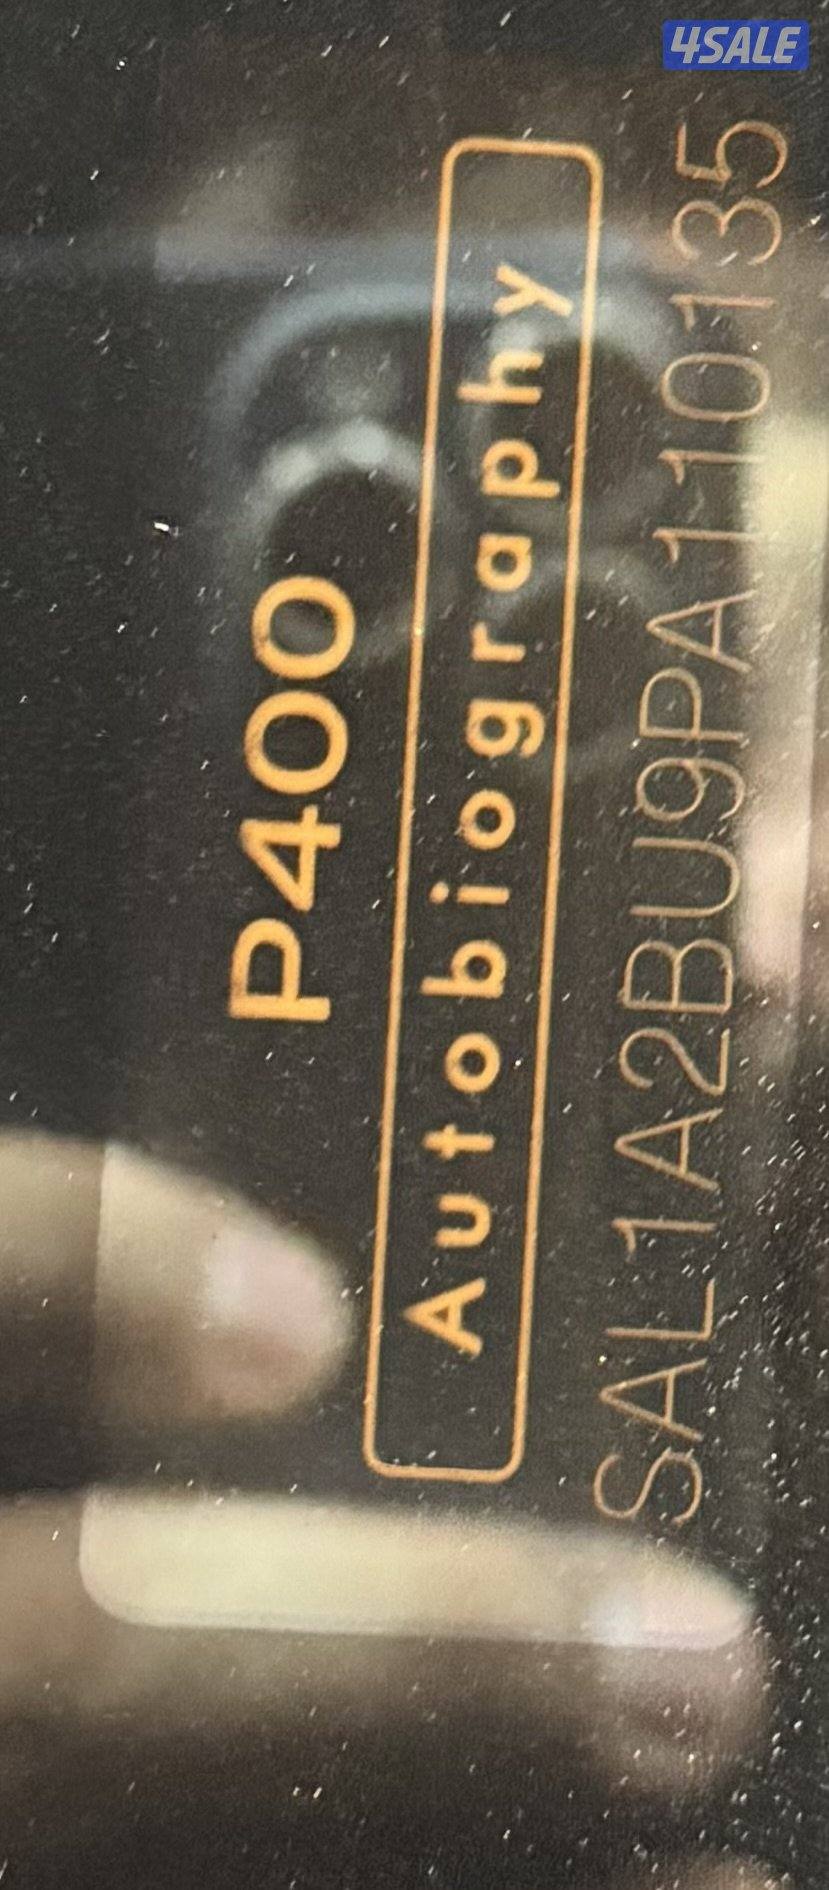 4SALE
P400
Autobiography
SAL1A2BU9PA110135